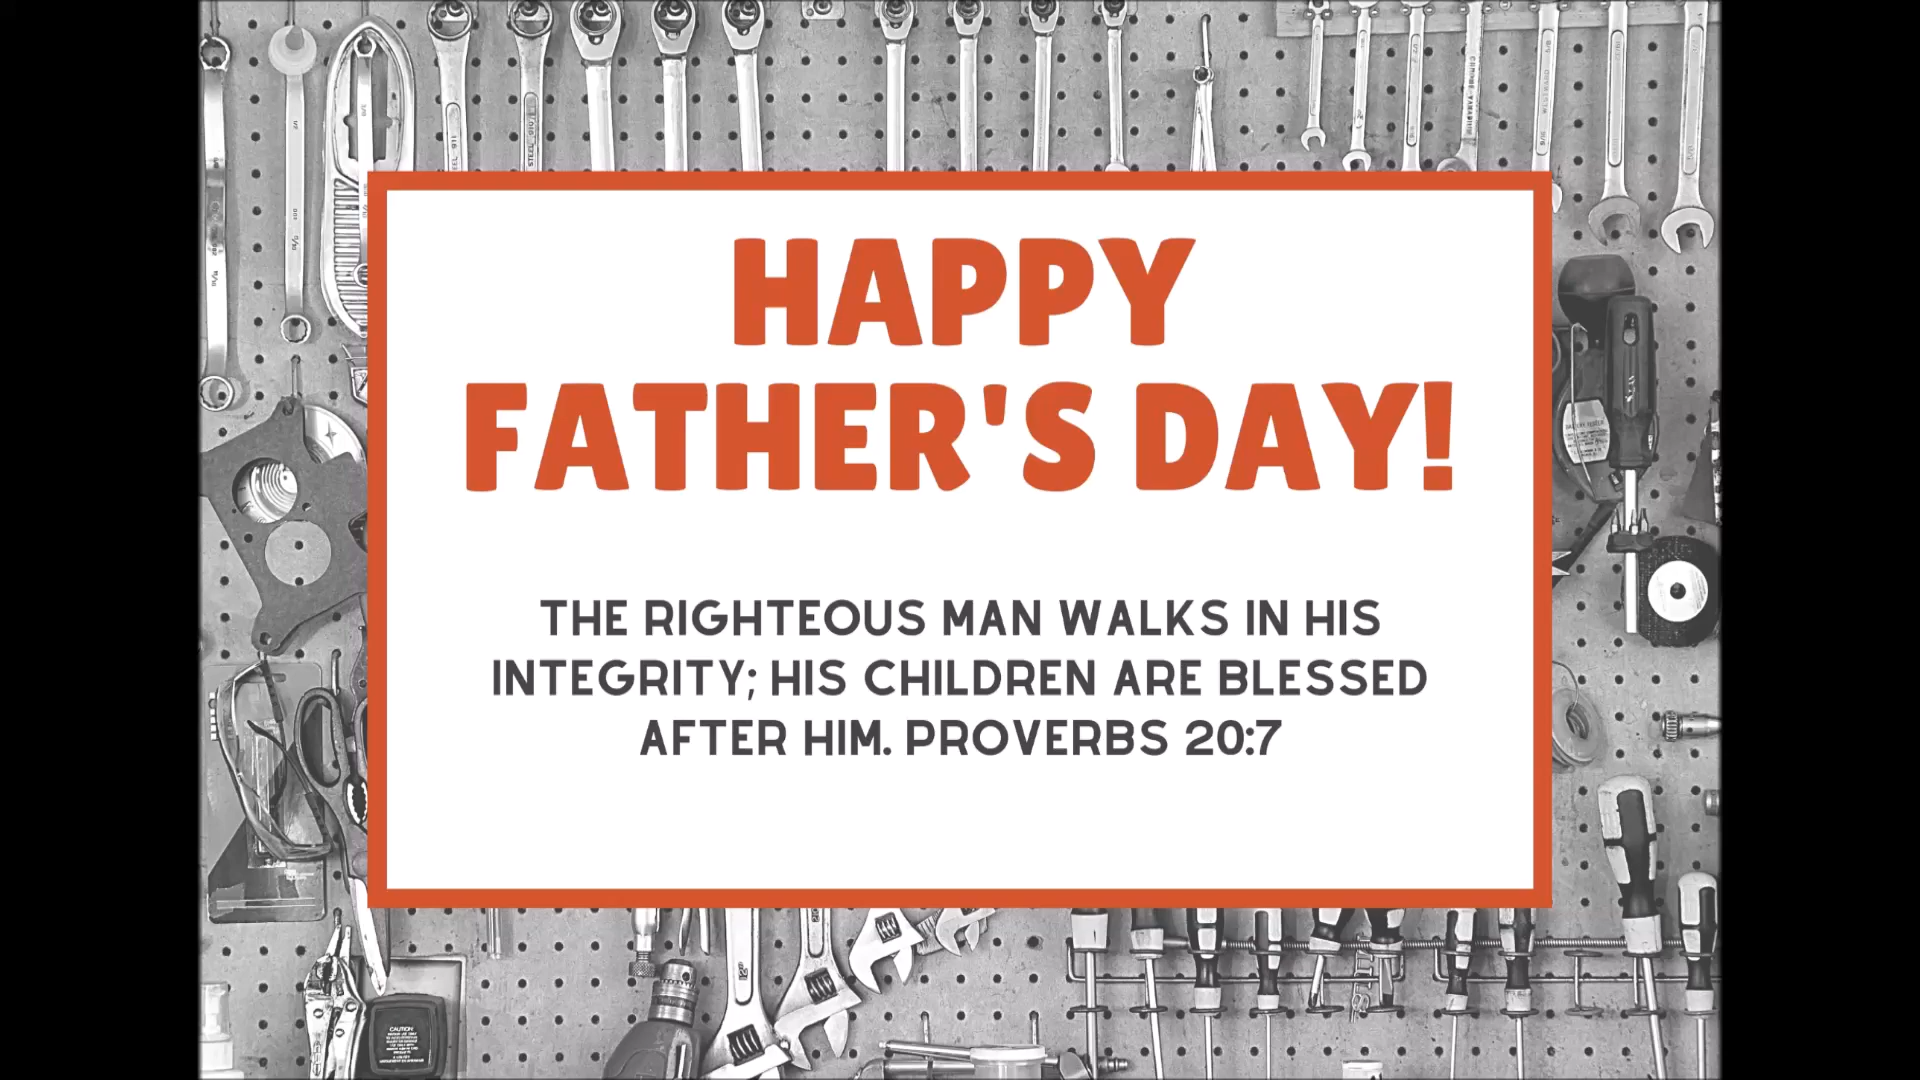 HAPPY
FATHER'S DAY!
THE RIGHTEOUS MAN WALKS IN HIS
INTEGRITY; HIS CHILDREN ARE BLESSED
AFTER HIM. PROVERBS 20:7
CAUTION